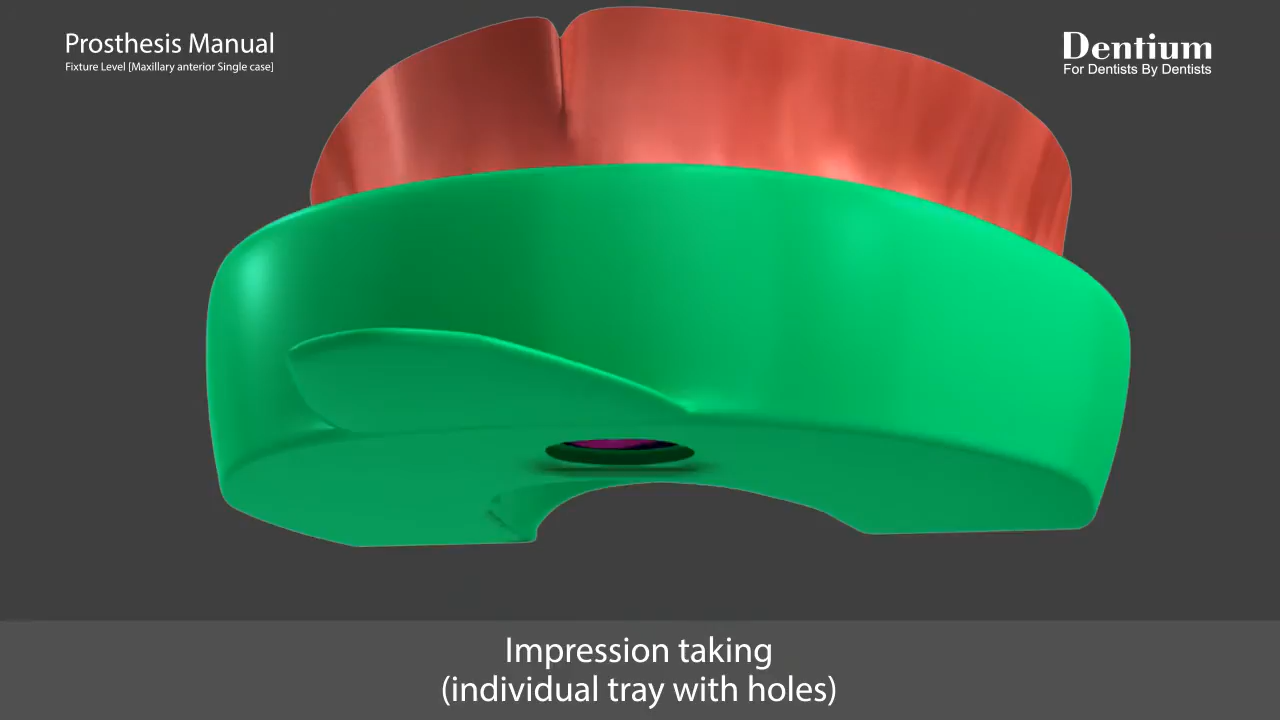 Prosthesis Manual
Fixture Level [Maxillary anterior Single case]
Dentium
For Dentists By Dentists
Impression taking
(individual tray with holes)